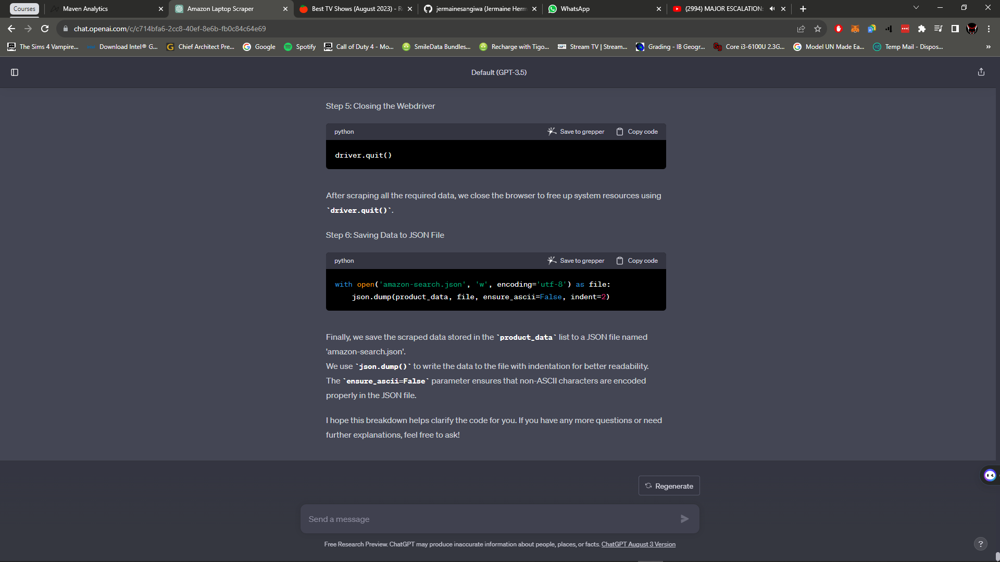 Courses
Maven Analytics
Amazon Laptop Scraper
Best TV Shows (August 2023) - R
jermainesangiwa (Jermaine Herm
WhatsApp
(2994) MAJOR ESCALATION:
chat.openai.com/c/c714bfa6-2cc8-40ef-8e6b-fb0c84c64e69
The Sims 4 Vampire...
Download Intel® G...
Chief Architect Pre...
Google
Spotify
Call of Duty 4 - Mo...
SmileData Bundles...
Recharge with Tigo...
Stream TV | Stream...
Grading - IB Geogr...
Core i3-6100U 2.3G...
Model UN Made Ea...
Temp Mail - Dispos...
»
Default (GPT-3.5)
Step 5: Closing the Webdriver
python
Save to grepper
Copy code
driver.quit()
After scraping all the required data, we close the browser to free up system resources using
`driver.quit()`.
Step 6: Saving Data to JSON File
python
Save to grepper
Copy code
with open('amazon-search.json', 'w', encoding='utf-8') as file:
    json.dump(product_data, file, ensure_ascii=False, indent=2)
Finally, we save the scraped data stored in the `product_data` list to a JSON file named
'amazon-search.json'.
We use `json.dump()` to write the data to the file with indentation for better readability.
The `ensure_ascii=False` parameter ensures that non-ASCII characters are encoded
properly in the JSON file.
I hope this breakdown helps clarify the code for you. If you have any more questions or need
further explanations, feel free to ask!
Regenerate
Send a message
Free Research Preview. ChatGPT may produce inaccurate information about people, places, or facts. ChatGPT August 3 Version
?